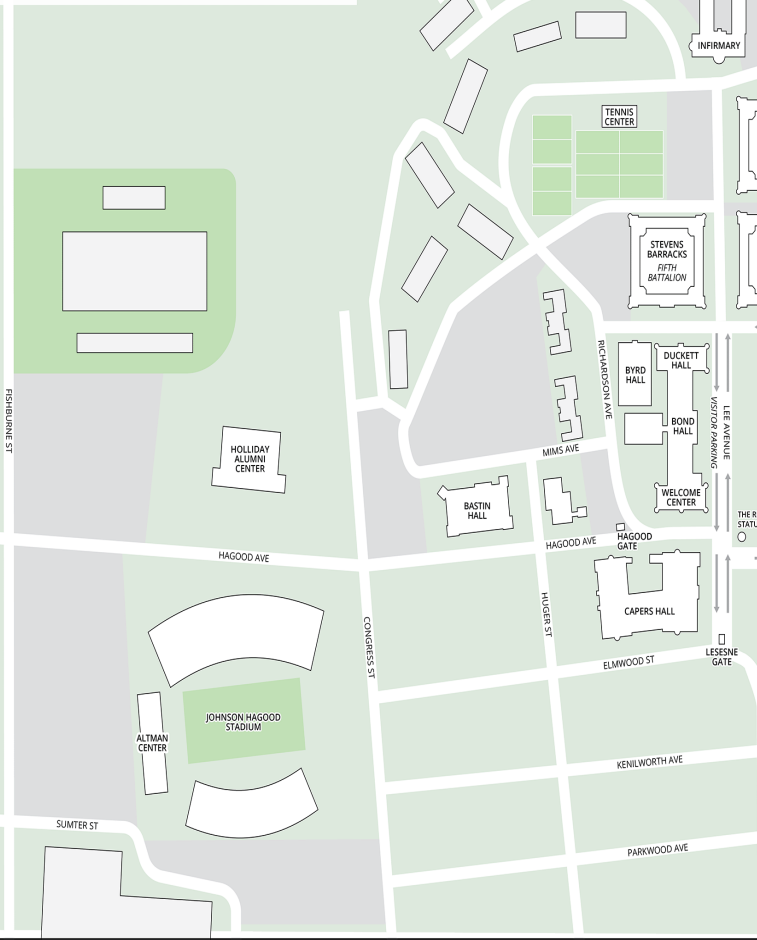 INFIRMARY
TENNIS
CENTER
STEVENS
BARRACKS
FIFTH
BATTALION
RICHARDSON AVE
BYRD
HALL
DUCKETT
HALL
BOND
HALL
VISITOR PARKING
LEE AVENUE
FISHBURNE ST
HOLLIDAY
ALUMNI
CENTER
MIMS AVE
WELCOME
CENTER
BASTIN
HALL
THE R
STATU
HAGOOD
GATE
HAGOOD AVE
HAGOOD AVE
CAPERS HALL
HUGER ST
CONGRESS ST
ELMWOOD ST
LESESNE
GATE
JOHNSON HAGOOD
STADIUM
ALTMAN
CENTER
KENILWORTH AVE
SUMTER ST
PARKWOOD AVE